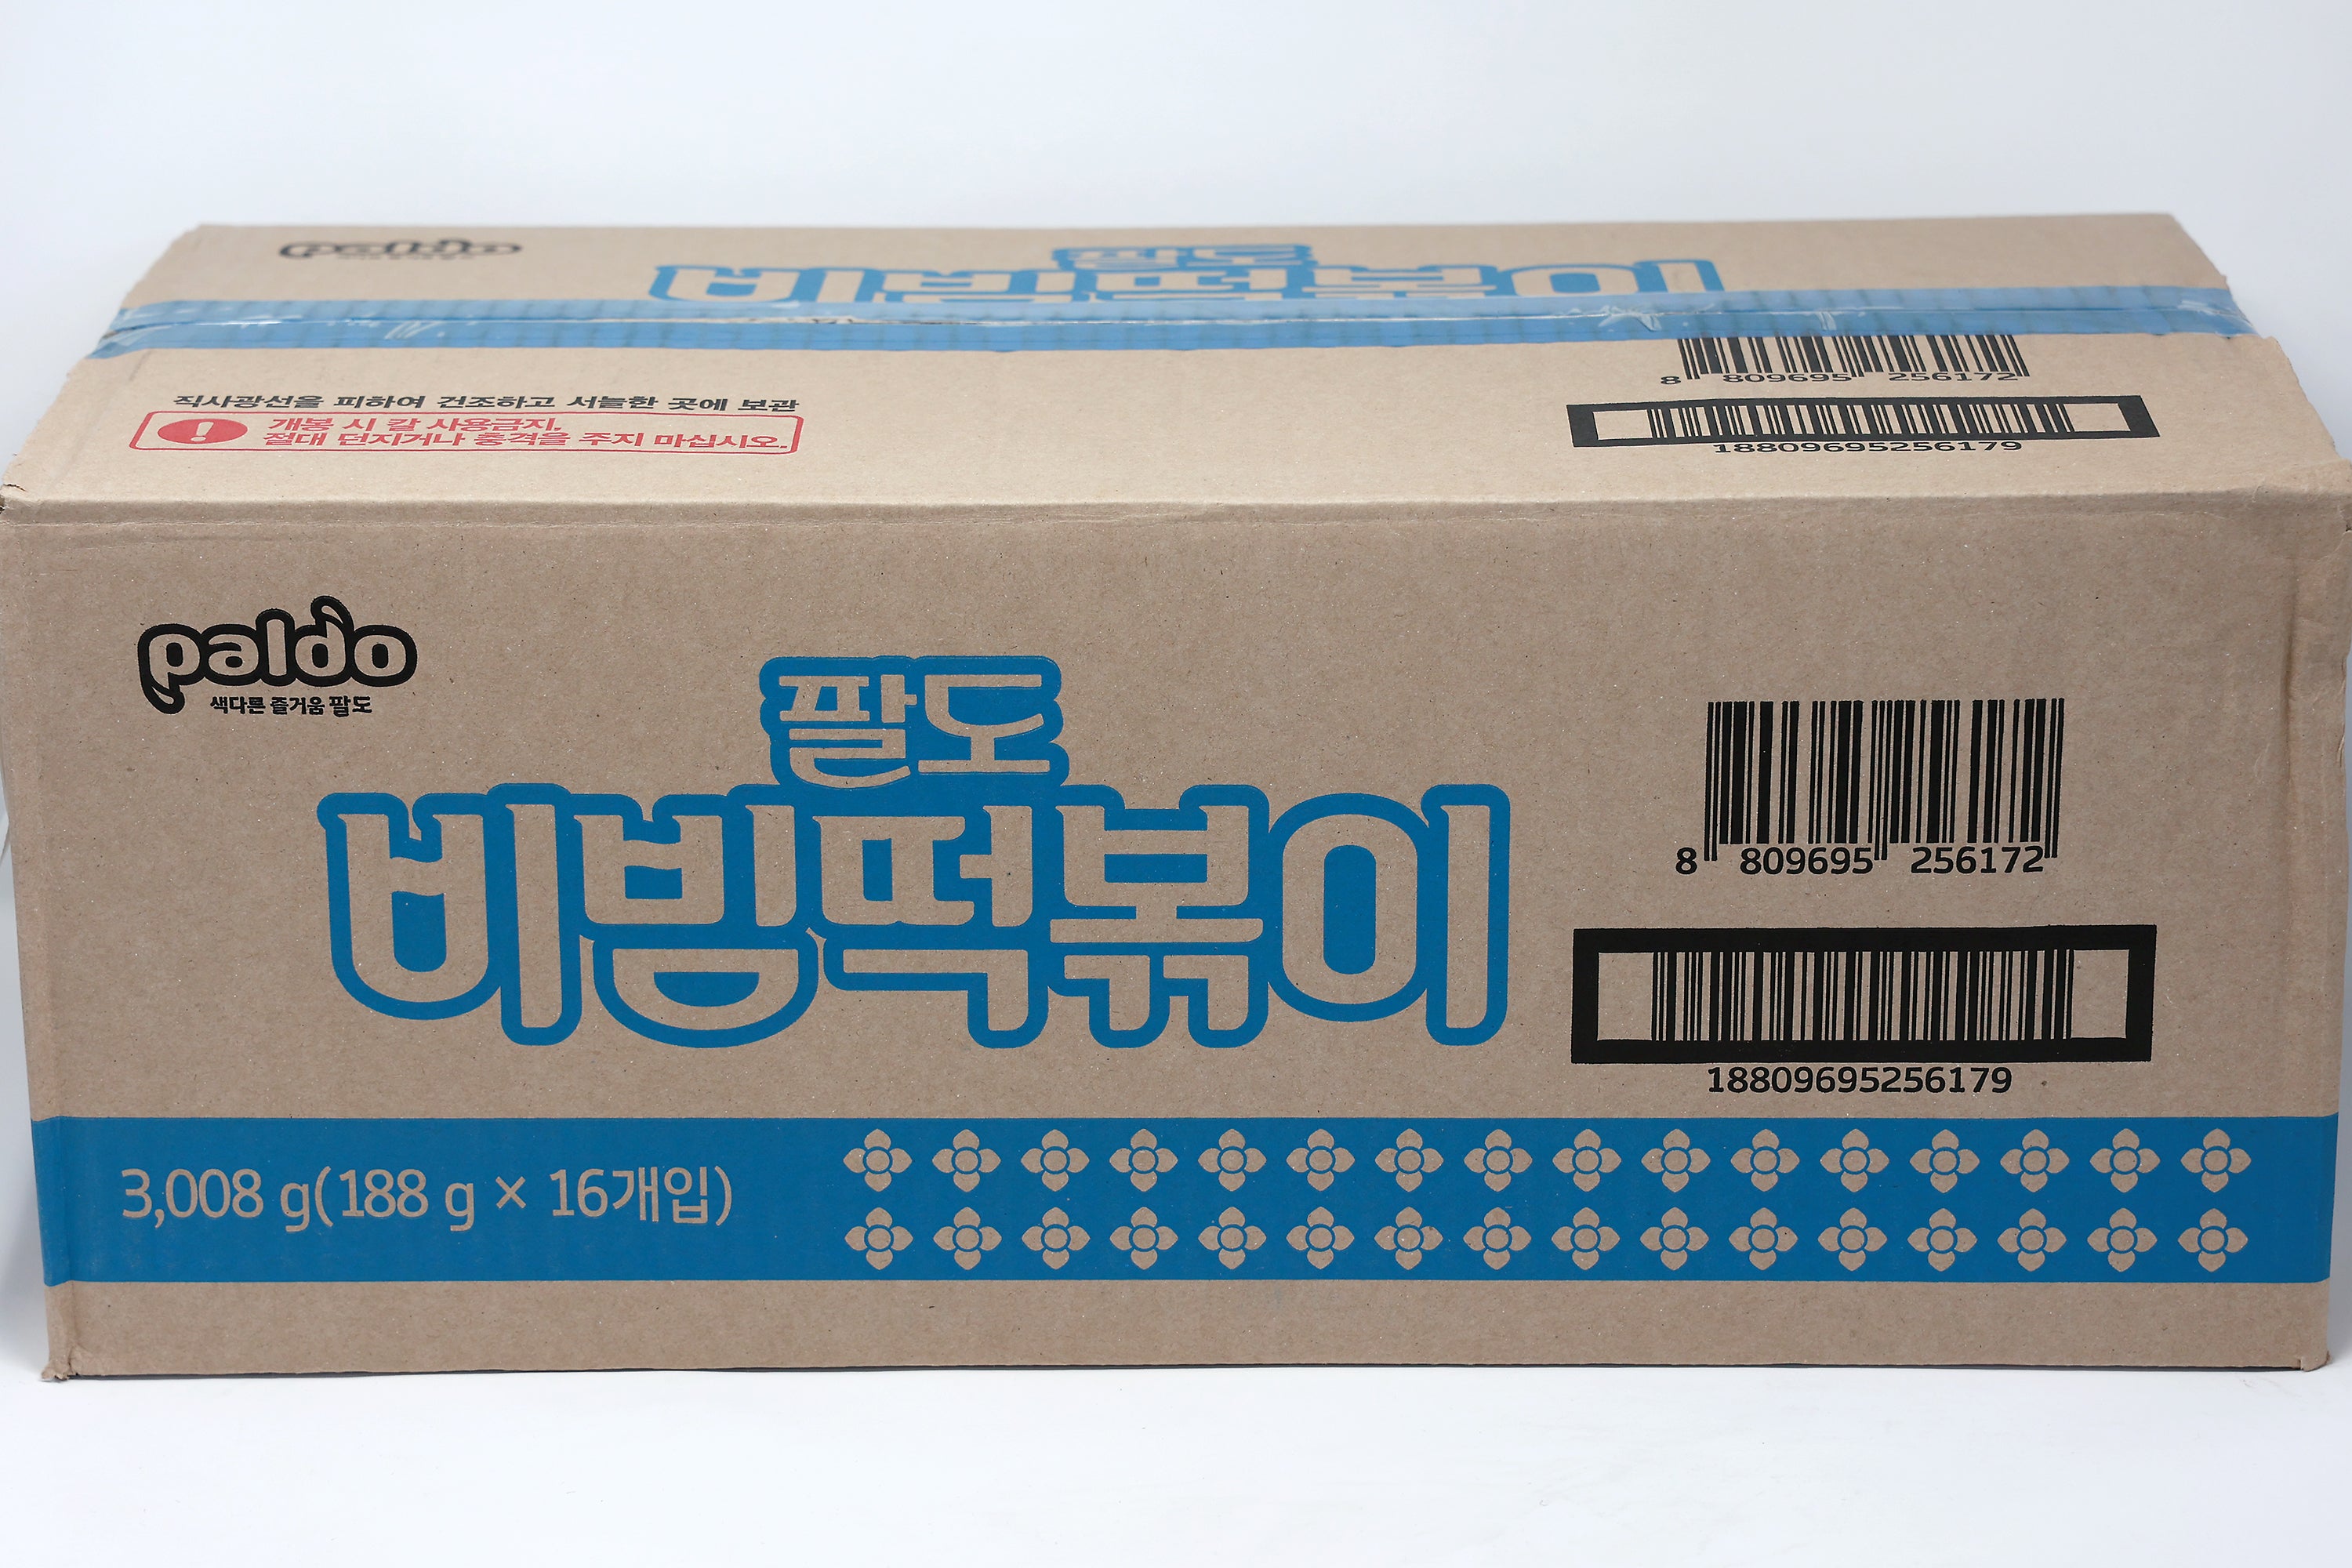 paldo
팔도
비빔떡볶이
8 809695 256172
직사광선을 피하여 건조하고 서늘한 곳에 보관
! 개봉 시 칼 사용금지,
절대 던지거나 충격을 주지 마십시오.
18809695256179
paldo
색다른 즐거움 팔도
팔도
비빔떡볶이
8 809695 256172
18809695256179
3,008 g(188 g × 16개입)